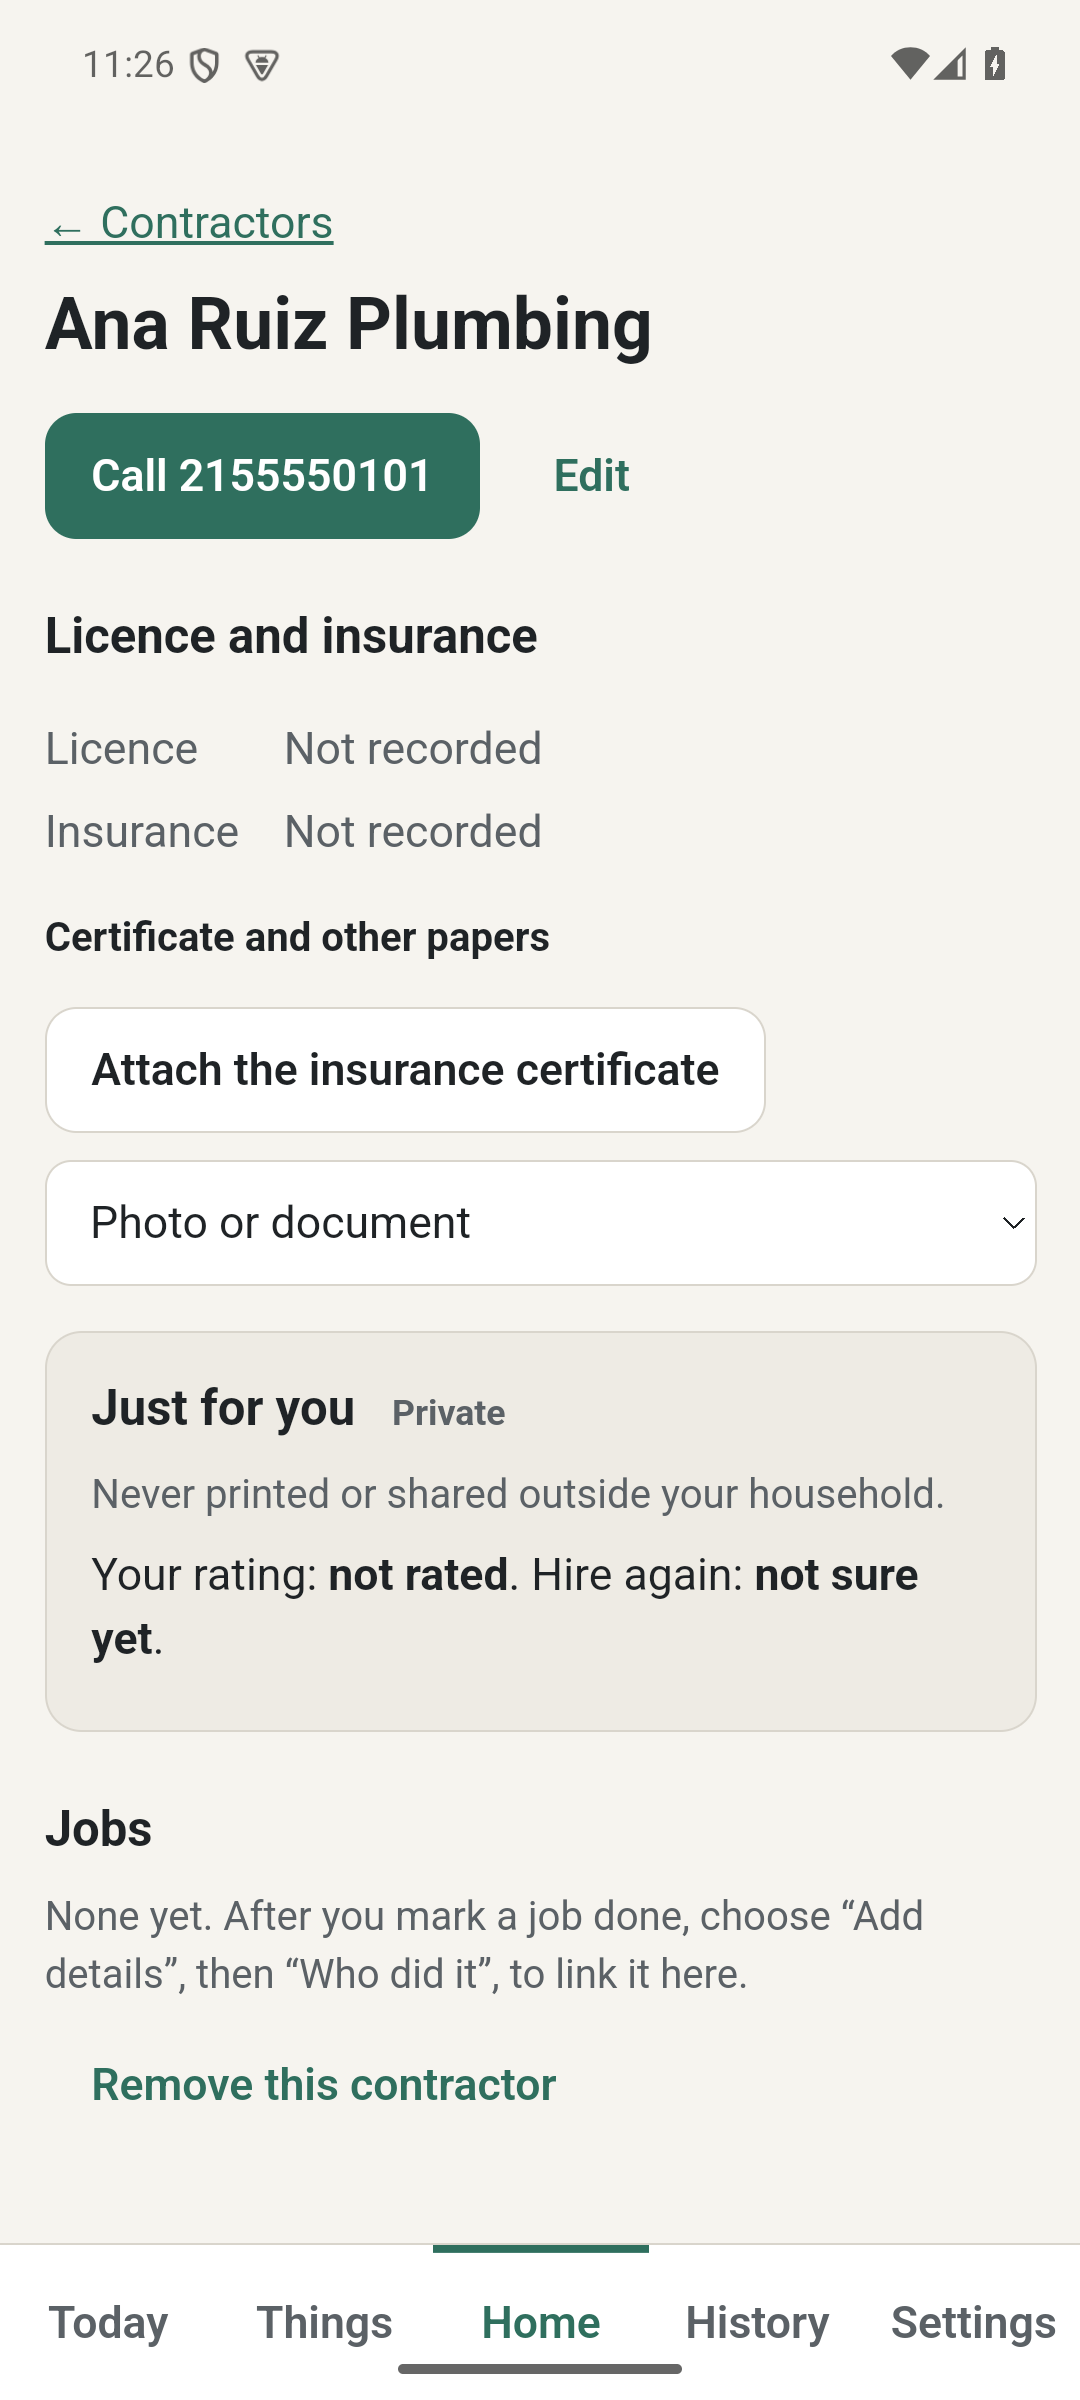 11:26
← Contractors
Ana Ruiz Plumbing
Call 2155550101
Edit
Licence and insurance
Licence Not recorded
Insurance Not recorded
Certificate and other papers
Attach the insurance certificate
Photo or document
Just for you Private
Never printed or shared outside your household.
Your rating: not rated. Hire again: not sure
yet.
Jobs
None yet. After you mark a job done, choose “Add
details”, then “Who did it”, to link it here.
Remove this contractor
Today Things Home History Settings